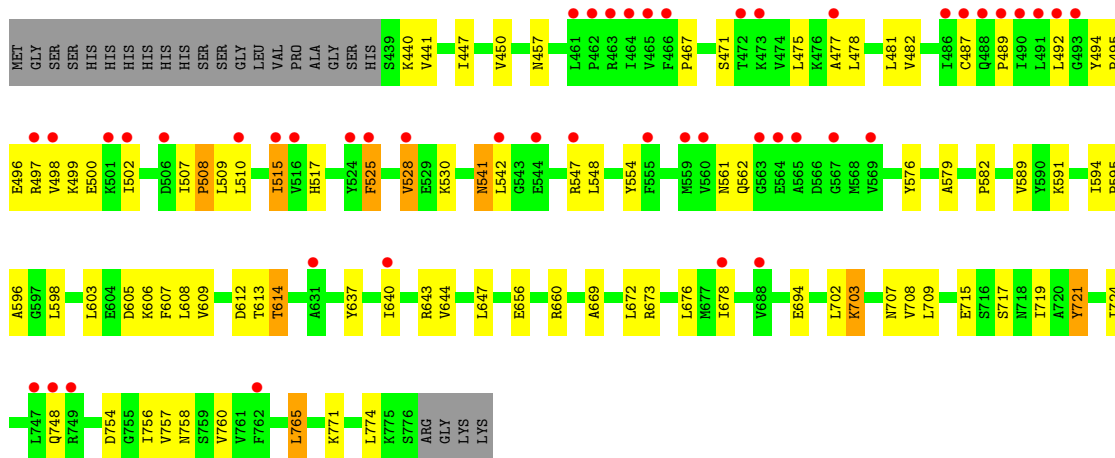 MET GLY SER SER HIS HIS HIS HIS HIS HIS SER SER GLY LEU VAL PRO ALA GLY SER HIS S439 K440 V441 I447 V450 N457 L461 P462 R463 I464 V465 F466 P467 S471 T472 K473 V474 L475 K476 A477 L478 L481 V482 I486 C487 Q488 P489 I490 L491 L492 G493 Y494
E496 R497 V498 K499 E500 K501 I502 D506 I507 P508 L509 L510 I515 V516 H517 Y524 F525 V528 E529 K530 N541 L542 G543 E544 R547 L548 Y554 F555 M559 V560 N561 Q562 G563 E564 A565 D566 G567 M568 V569 Y576 A579 P582 V589 Y590 K591 I594
A596 G597 L598 L603 E604 D605 K606 F607 L608 V609 D612 T613 T614 A631 Y637 I640 R643 V644 L647 E656 R660 A669 L672 R673 L676 M677 I678 V688 E694 L702 K703 N707 V708 L709 E715 S716 S717 N718 I719 A720 Y721
L747 Q748 R749 D754 G755 I756 V757 N758 S759 V760 V761 F762 L765 K771 L774 K775 S776 ARG GLY LYS LYS